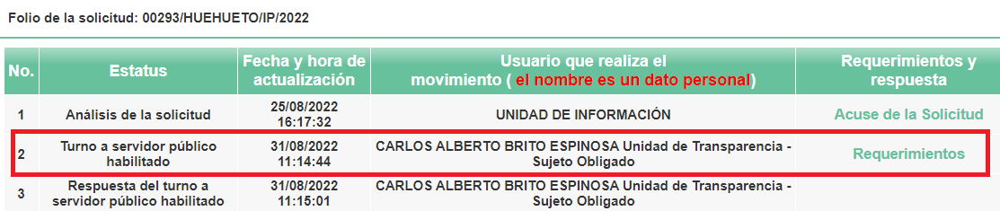 Folio de la solicitud: 00293/HUEHUETO/IP/2022
No. Estatus Fecha y hora de actualización Usuario que realiza el movimiento ( el nombre es un dato personal) Requerimientos y respuesta
1 Análisis de la solicitud 25/08/2022 16:17:32 UNIDAD DE INFORMACIÓN Acuse de la Solicitud
2 Turno a servidor público habilitado 31/08/2022 11:14:44 CARLOS ALBERTO BRITO ESPINOSA Unidad de Transparencia - Sujeto Obligado Requerimientos
3 Respuesta del turno a servidor público habilitado 31/08/2022 11:15:01 CARLOS ALBERTO BRITO ESPINOSA Unidad de Transparencia - Sujeto Obligado